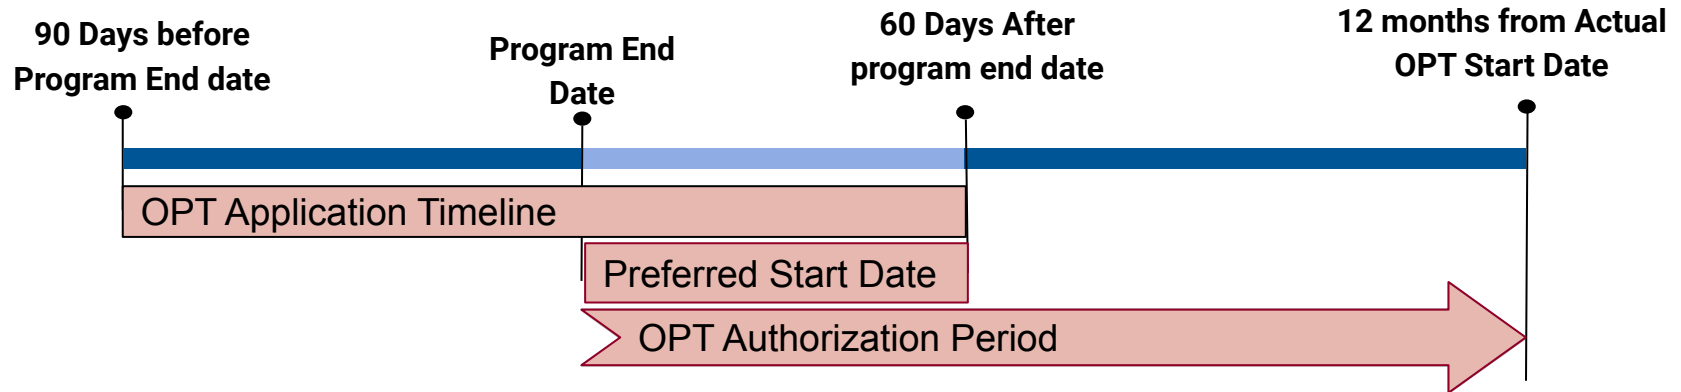 90 Days before
Program End date
Program End
Date
60 Days After
program end date
12 months from Actual
OPT Start Date
OPT Application Timeline
Preferred Start Date
OPT Authorization Period